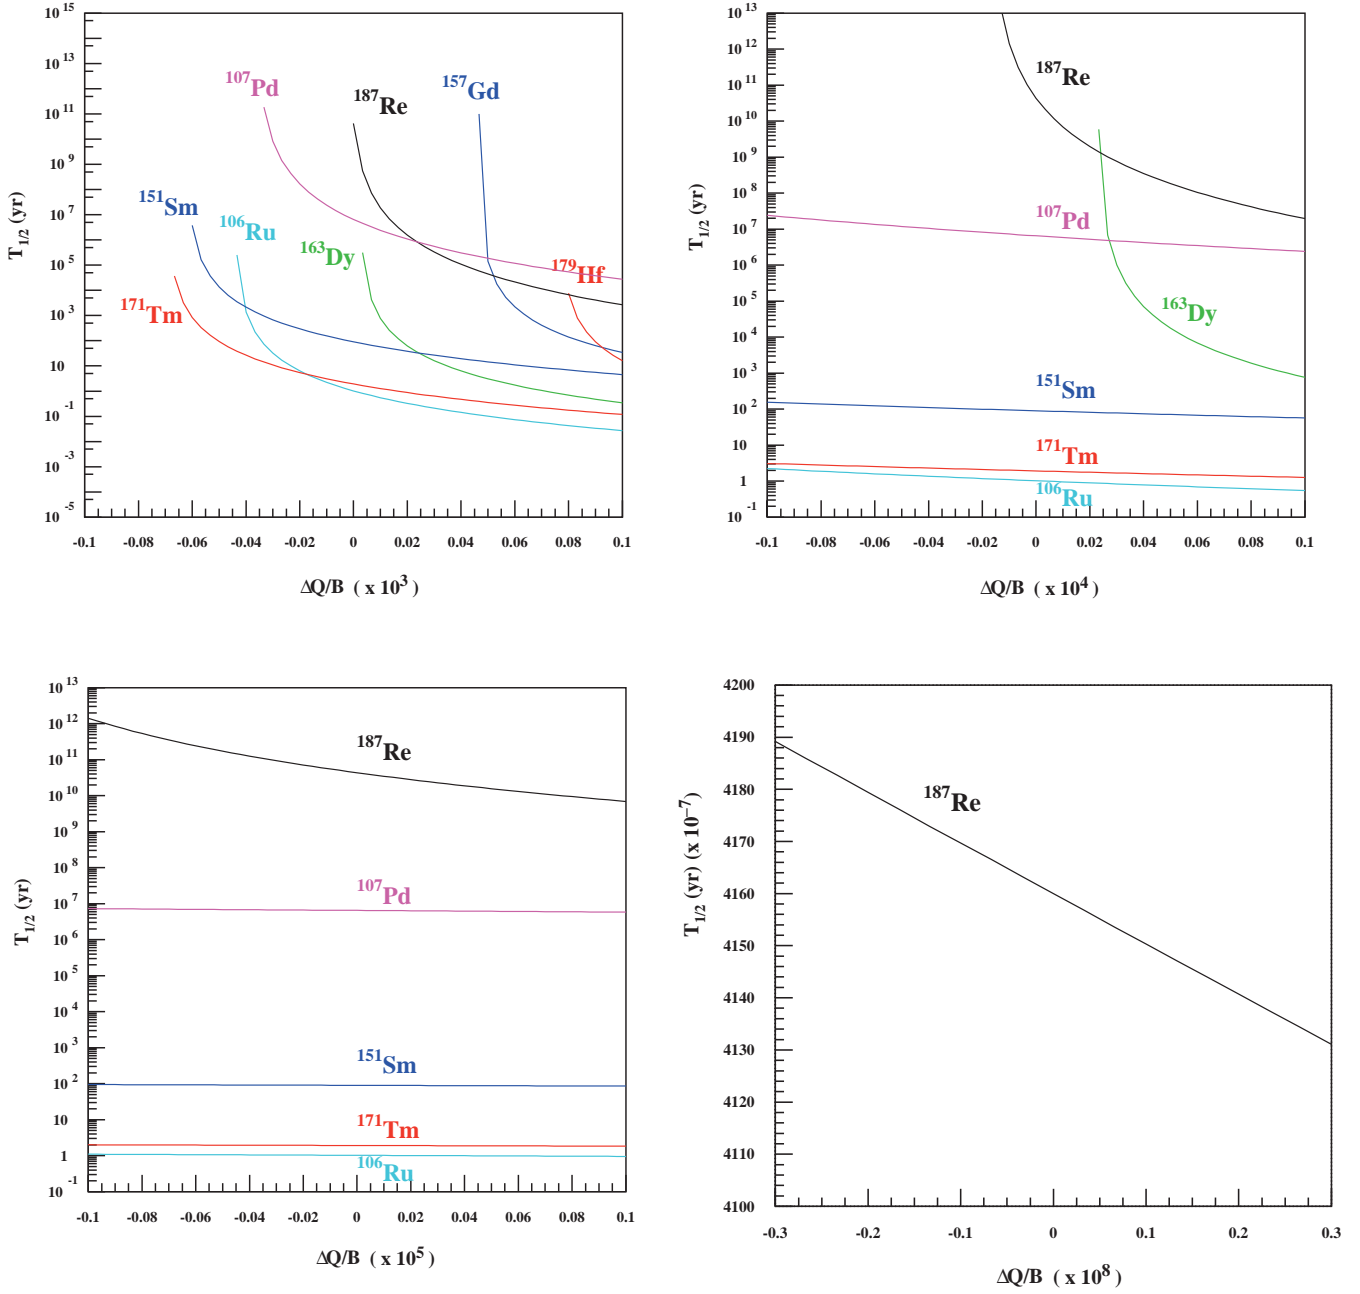 T1/2 (yr)
10 15
10 13
10 11
10 9
10 7
10 5
10 3
10
10 -1
10 -3
10 -5
107Pd
187Re
157Gd
151Sm
106Ru
163Dy
179Hf
171Tm
-0.1 -0.08 -0.06 -0.04 -0.02 0 0.02 0.04 0.06 0.08 0.1
ΔQ/B ( x 10^3)
T1/2 (yr)
10 13
10 12
10 11
10 10
10 9
10 8
10 7
10 6
10 5
10 4
10 3
10 2
10
1
10 -1
187Re
107Pd
163Dy
151Sm
171Tm
106Ru
-0.1 -0.08 -0.06 -0.04 -0.02 0 0.02 0.04 0.06 0.08 0.1
ΔQ/B ( x 10^4)
T1/2 (yr)
10 13
10 12
10 11
10 10
10 9
10 8
10 7
10 6
10 5
10 4
10 3
10 2
10
1
10 -1
187Re
107Pd
151Sm
171Tm
106Ru
-0.1 -0.08 -0.06 -0.04 -0.02 0 0.02 0.04 0.06 0.08 0.1
ΔQ/B ( x 10^5)
T1/2 (yr) (x 10^−7)
4200
4190
4180
4170
4160
4150
4140
4130
4120
4110
4100
187Re
-0.3 -0.2 -0.1 0 0.1 0.2 0.3
ΔQ/B ( x 10^8)